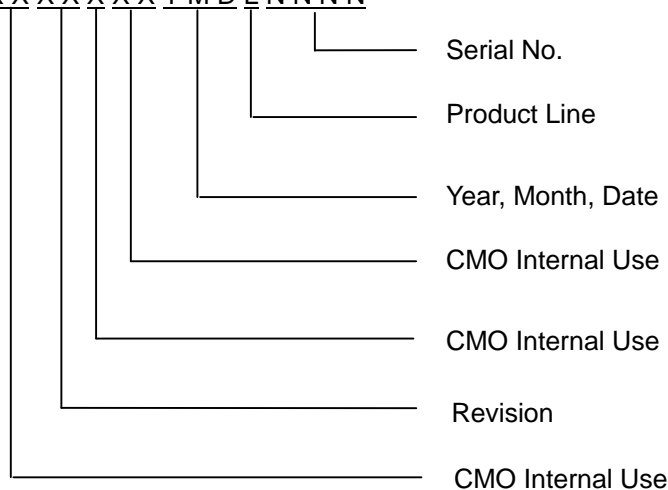 X X X X X X X Y M D L N N N N
Serial No.
Product Line
Year, Month, Date
CMO Internal Use
CMO Internal Use
Revision
CMO Internal Use